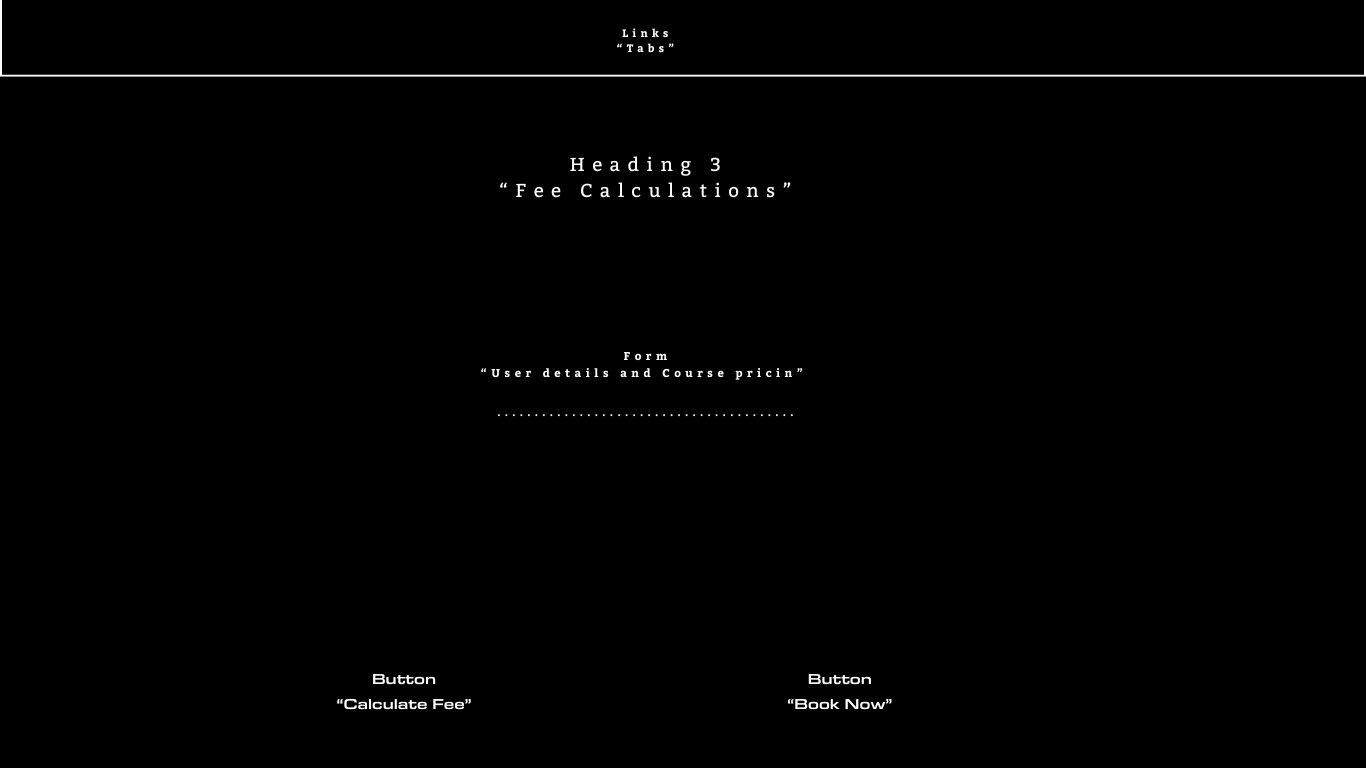 Links
“Tabs”
Heading 3
“Fee Calculations”
Form
“User details and Course pricin”
........................................
Button
“Calculate Fee”
Button
“Book Now”